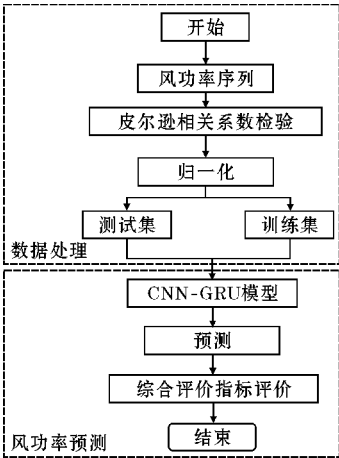 开始
风功率序列
皮尔逊相关系数检验
归一化
测试集
训练集
数据处理
CNN-GRU模型
预测
综合评价指标评价
结束
风功率预测